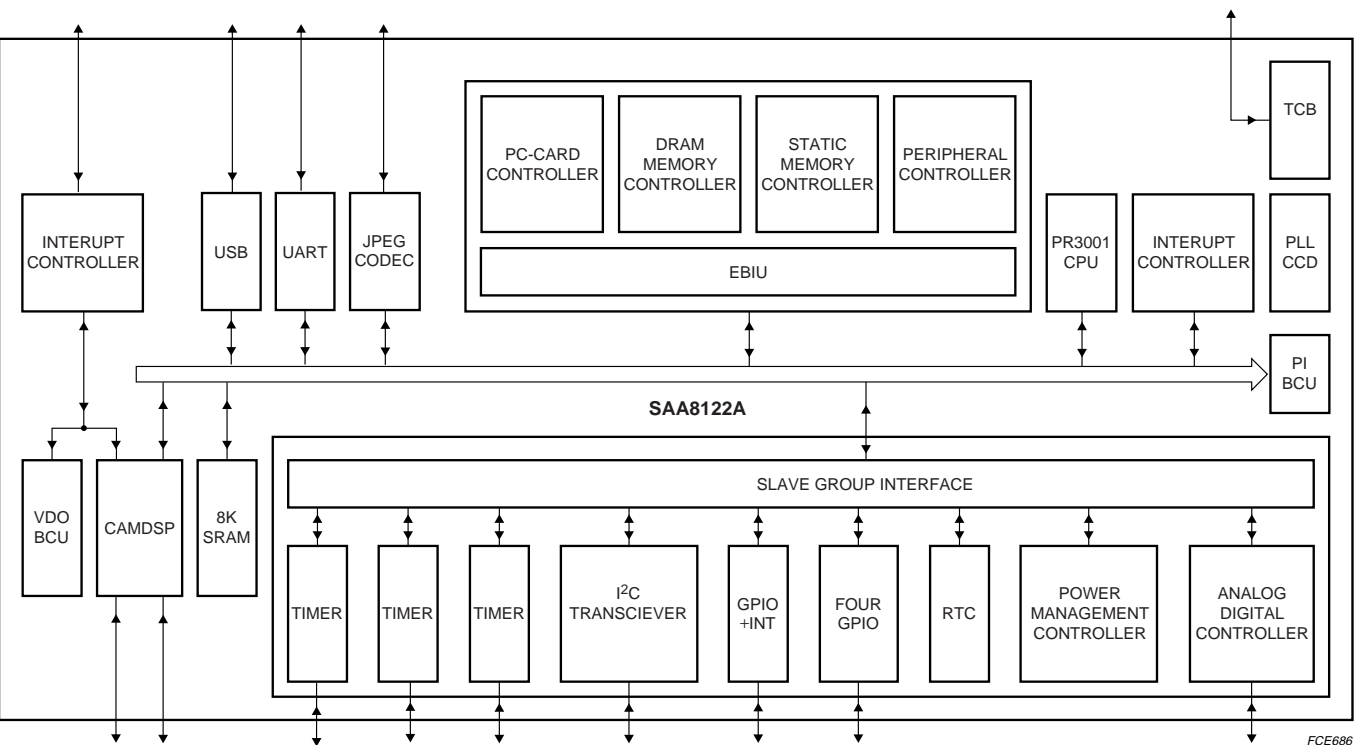 TCB
PC-CARD
CONTROLLER
DRAM
MEMORY
CONTROLLER
STATIC
MEMORY
CONTROLLER
PERIPHERAL
CONTROLLER
INTERUPT
CONTROLLER
USB
UART
JPEG
CODEC
EBIU
PR3001
CPU
INTERUPT
CONTROLLER
PLL
CCD
PI
BCU
SAA8122A
VDO
BCU
CAMDSP
8K
SRAM
SLAVE GROUP INTERFACE
TIMER
TIMER
TIMER
I²C
TRANSCIEVER
GPIO
+INT
FOUR
GPIO
RTC
POWER
MANAGEMENT
CONTROLLER
ANALOG
DIGITAL
CONTROLLER
FCE686